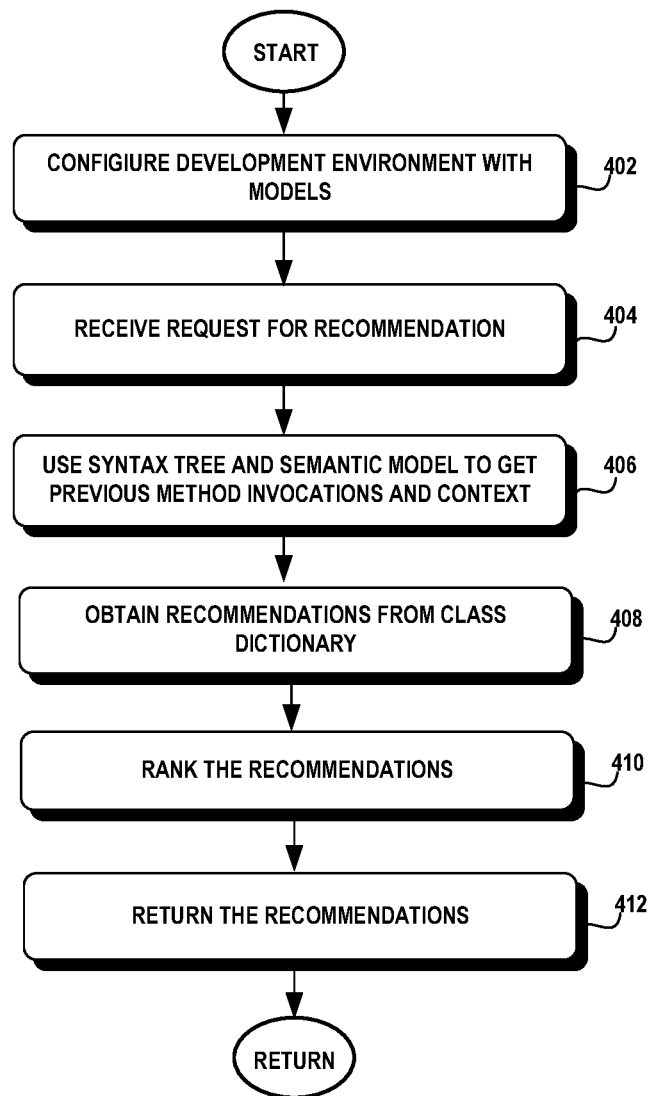 START
CONFIGIURE DEVELOPMENT ENVIRONMENT WITH
MODELS
402
RECEIVE REQUEST FOR RECOMMENDATION
404
USE SYNTAX TREE AND SEMANTIC MODEL TO GET
PREVIOUS METHOD INVOCATIONS AND CONTEXT
406
OBTAIN RECOMMENDATIONS FROM CLASS
DICTIONARY
408
RANK THE RECOMMENDATIONS
410
RETURN THE RECOMMENDATIONS
412
RETURN